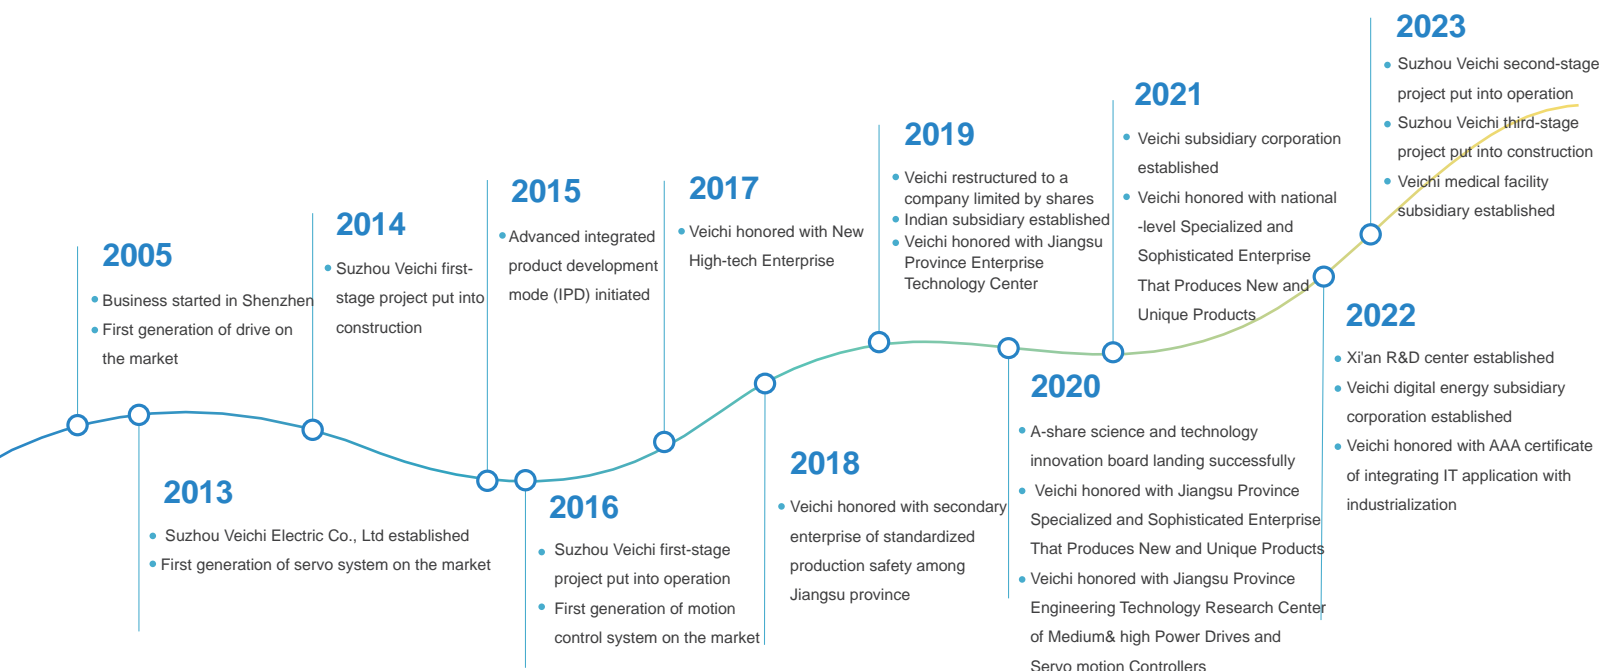 2005
Business started in Shenzhen
First generation of drive on
the market
2013
Suzhou Veichi Electric Co., Ltd established
First generation of servo system on the market
2014
Suzhou Veichi first-
stage project put into
construction
2015
Advanced integrated
product development
mode (IPD) initiated
2016
Suzhou Veichi first-stage
project put into operation
First generation of motion
control system on the market
2017
Veichi honored with New
High-tech Enterprise
2018
Veichi honored with secondary
enterprise of standardized
production safety among
Jiangsu province
2019
Veichi restructured to a
company limited by shares
Indian subsidiary established
Veichi honored with Jiangsu
Province Enterprise
Technology Center
2020
A-share science and technology
innovation board landing successfully
Veichi honored with Jiangsu Province
Specialized and Sophisticated Enterprise
That Produces New and Unique Products
Veichi honored with Jiangsu Province
Engineering Technology Research Center
of Medium& high Power Drives and
Servo motion Controllers
2021
Veichi subsidiary corporation
established
Veichi honored with national
-level Specialized and
Sophisticated Enterprise
That Produces New and
Unique Products
2022
Xi'an R&D center established
Veichi digital energy subsidiary
corporation established
Veichi honored with AAA certificate
of integrating IT application with
industrialization
2023
Suzhou Veichi second-stage
project put into operation
Suzhou Veichi third-stage
project put into construction
Veichi medical facility
subsidiary established